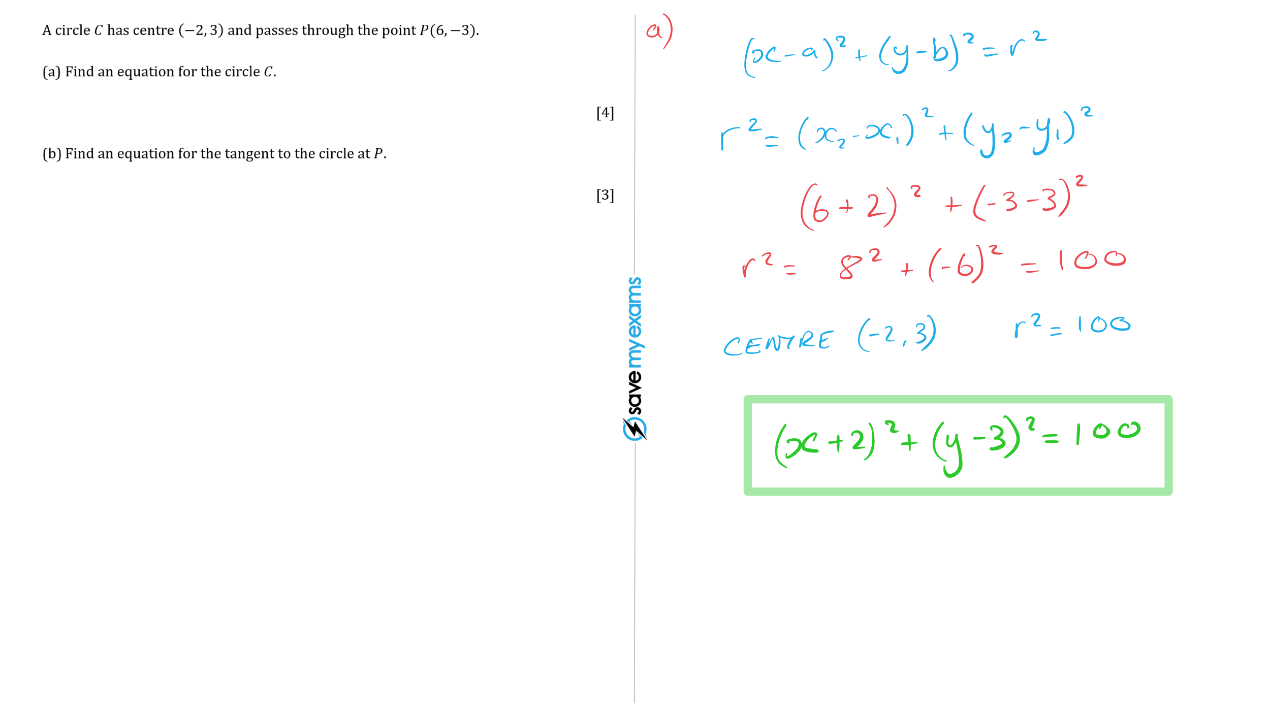 A circle C has centre (−2, 3) and passes through the point P(6, −3).
(a) Find an equation for the circle C.
[4]
(b) Find an equation for the tangent to the circle at P.
[3]
save my exams
a)
(x-a)² + (y-b)² = r²
r² = (x₂-x₁)² + (y₂-y₁)²
(6+2)² + (-3-3)²
r² = 8² + (-6)² = 100
CENTRE (-2, 3) r² = 100
(x+2)² + (y-3)² = 100